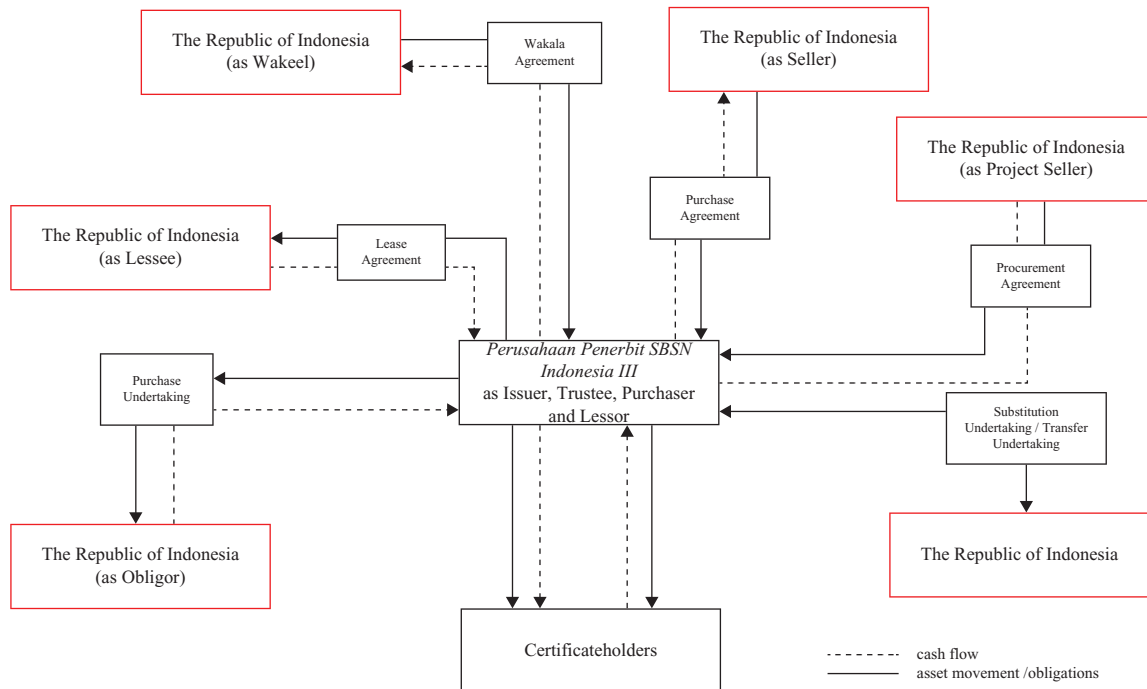 The Republic of Indonesia
(as Wakeel)
Wakala
Agreement
The Republic of Indonesia
(as Seller)
The Republic of Indonesia
(as Project Seller)
Purchase
Agreement
The Republic of Indonesia
(as Lessee)
Lease
Agreement
Procurement
Agreement
Perusahaan Penerbit SBSN
Indonesia III
as Issuer, Trustee, Purchaser
and Lessor
Purchase
Undertaking
Substitution
Undertaking / Transfer
Undertaking
The Republic of Indonesia
(as Obligor)
The Republic of Indonesia
Certificateholders
cash flow
asset movement /obligations